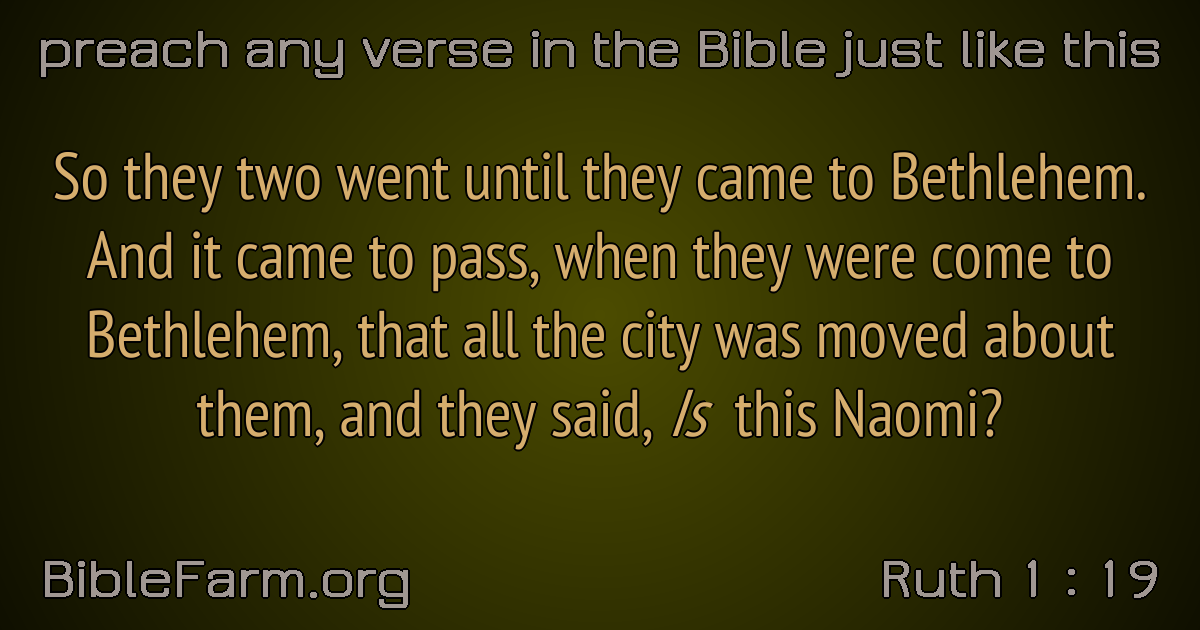 preach any verse in the Bible just like this
So they two went until they came to Bethlehem.
And it came to pass, when they were come to
Bethlehem, that all the city was moved about
them, and they said, Is this Naomi?
BibleFarm.org
Ruth 1 : 19